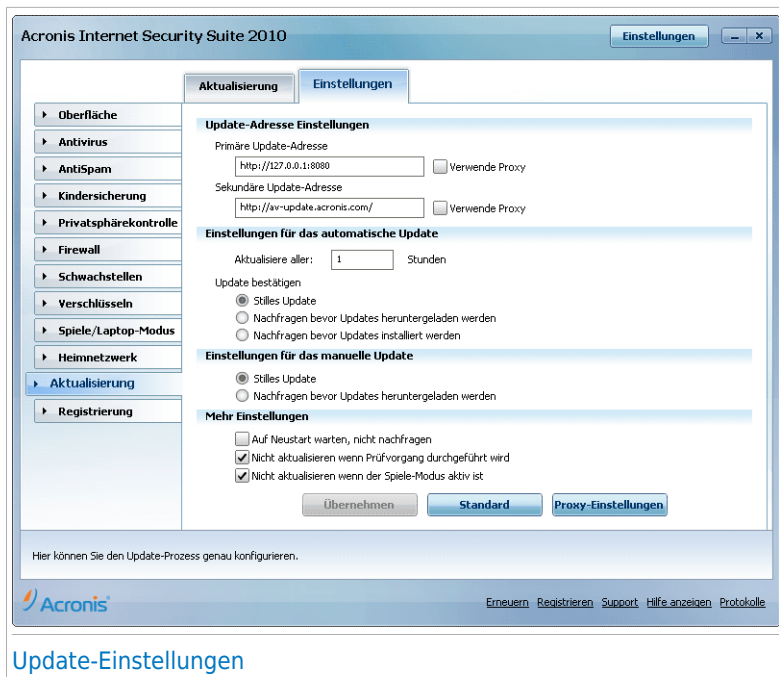 Acronis Internet Security Suite 2010
Einstellungen
Aktualisierung
Einstellungen
Oberfläche
Antivirus
AntiSpam
Kindersicherung
Privatsphärekontrolle
Firewall
Schwachstellen
Verschlüsseln
Spiele/Laptop-Modus
Heimnetzwerk
Aktualisierung
Registrierung
Update-Adresse Einstellungen
Primäre Update-Adresse
http://127.0.0.1:8080 Verwende Proxy
Sekundäre Update-Adresse
http://av-update.acronis.com/ Verwende Proxy
Einstellungen für das automatische Update
Aktualisiere aller: 1 Stunden
Update bestätigen
Stilles Update
Nachfragen bevor Updates heruntergeladen werden
Nachfragen bevor Updates installiert werden
Einstellungen für das manuelle Update
Stilles Update
Nachfragen bevor Updates heruntergeladen werden
Mehr Einstellungen
Auf Neustart warten, nicht nachfragen
Nicht aktualisieren wenn Prüfvorgang durchgeführt wird
Nicht aktualisieren wenn der Spiele-Modus aktiv ist
Übernehmen Standard Proxy-Einstellungen
Hier können Sie den Update-Prozess genau konfigurieren.
Acronis
Erneuern Registrieren Support Hilfe anzeigen Protokolle
Update-Einstellungen